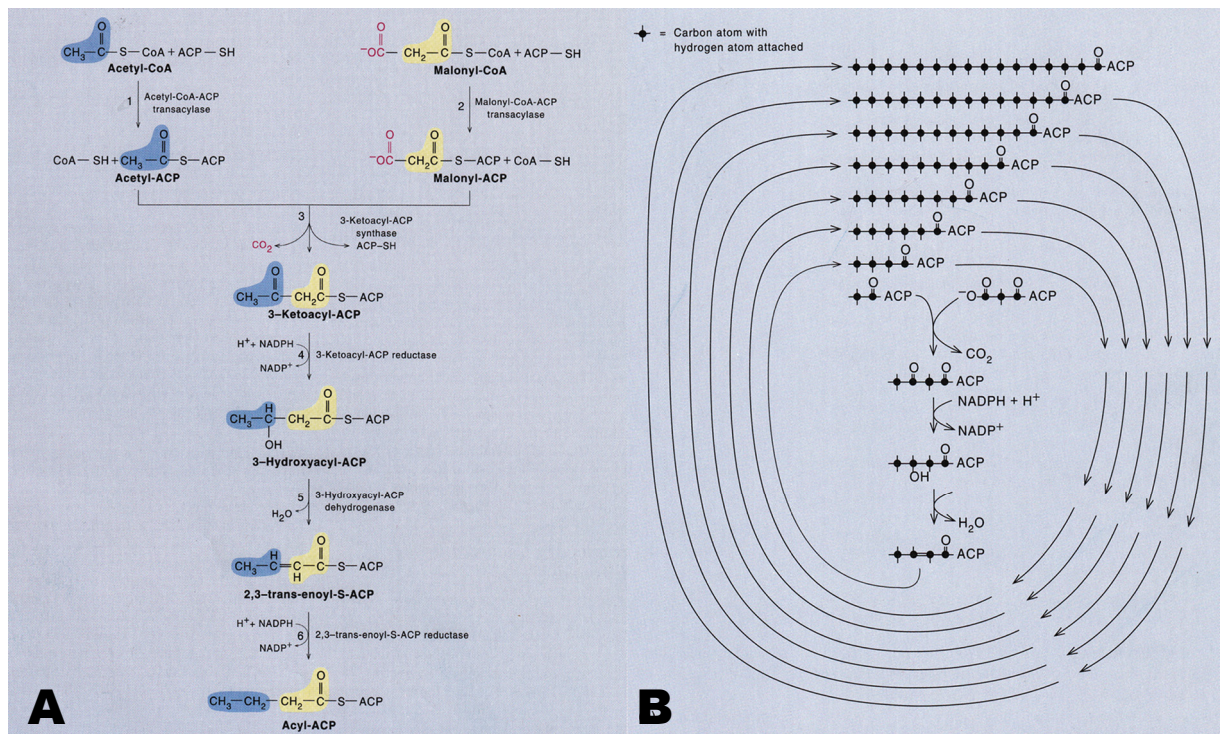 O O O
CH3—C—S—CoA + ACP—SH
Acetyl-CoA
⁻OC—CH2—C—S—CoA + ACP—SH
Malonyl-CoA
1 Acetyl-CoA-ACP
transacylase
2 Malonyl-CoA-ACP
transacylase
O O O
CoA—SH + CH3—C—S—ACP
Acetyl-ACP
⁻OC—CH2C—S—ACP + CoA—SH
Malonyl-ACP
3 3-Ketoacyl-ACP
synthase
CO2 ACP–SH
O O
CH3—C—CH2C—S—ACP
3–Ketoacyl-ACP
H⁺+ NADPH
4 3-Ketoacyl-ACP reductase
NADP⁺
H O
CH3—C—CH2—C—S—ACP
OH
3–Hydroxyacyl-ACP
5 3-Hydroxyacyl-ACP
dehydrogenase
H2O
H O
CH3—C=C—C—S—ACP
H
2,3–trans-enoyl-S-ACP
H⁺+ NADPH
6 2,3–trans-enoyl-S-ACP reductase
NADP⁺
O
CH3—CH2—CH2—C—S—ACP
Acyl-ACP
A
= Carbon atom with
hydrogen atom attached
O
ACP
O
ACP
O
ACP
O
ACP
O
ACP
O
ACP
O
ACP
O O O
ACP ⁻O ACP
CO2
O O
ACP
NADPH + H⁺
NADP⁺
O
ACP
OH
H2O
O
ACP
B